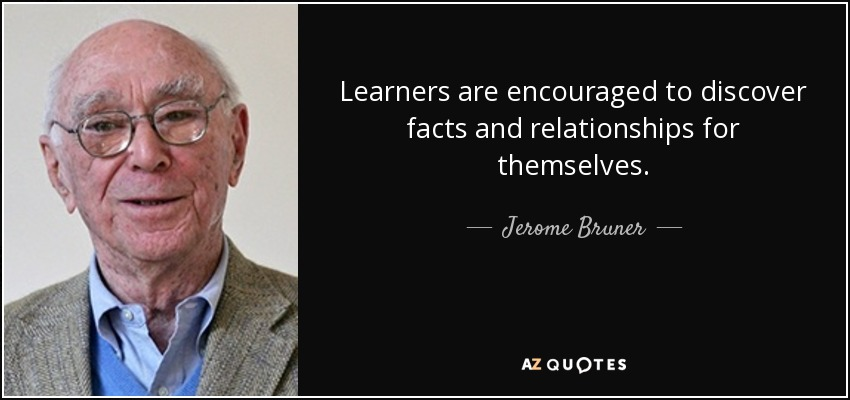 Learners are encouraged to discover
facts and relationships for
themselves.
Jerome Bruner
AZ QUOTES